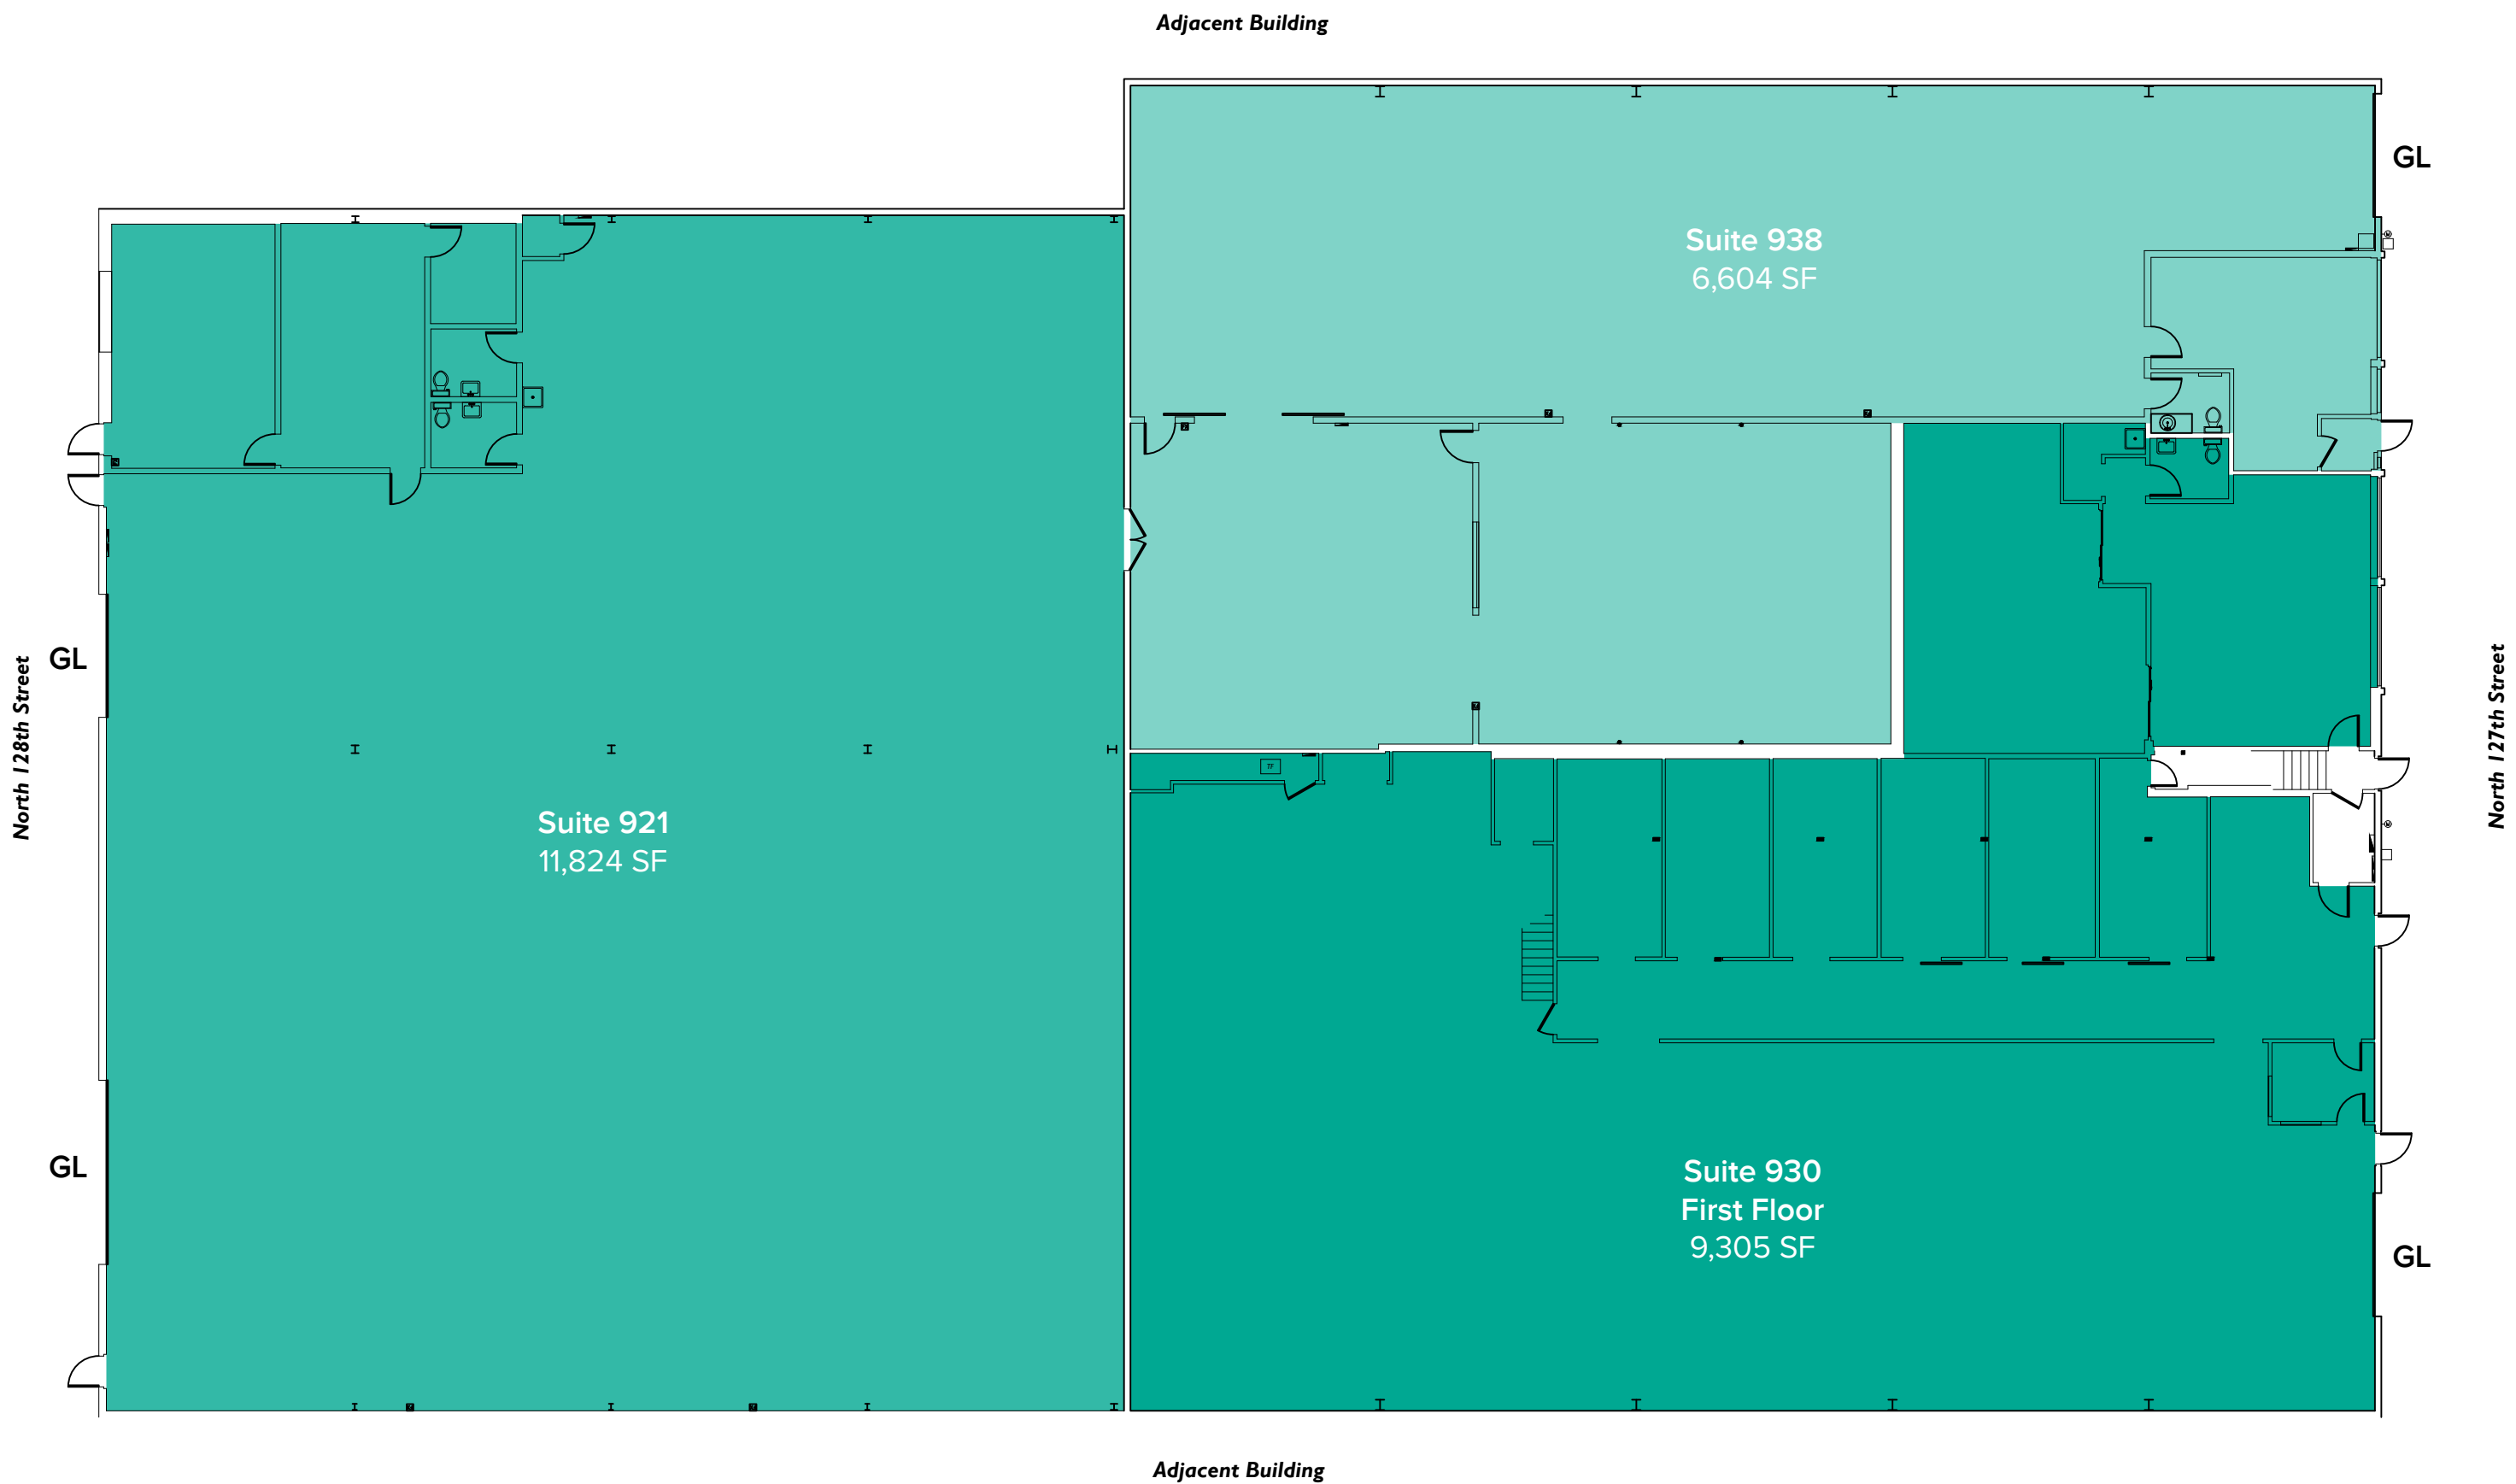 Adjacent Building
GL
Suite 938
6,604 SF
North 128th Street
GL
North 127th Street
7F
Suite 921
11,824 SF
GL
Suite 930
First Floor
9,305 SF
GL
Adjacent Building